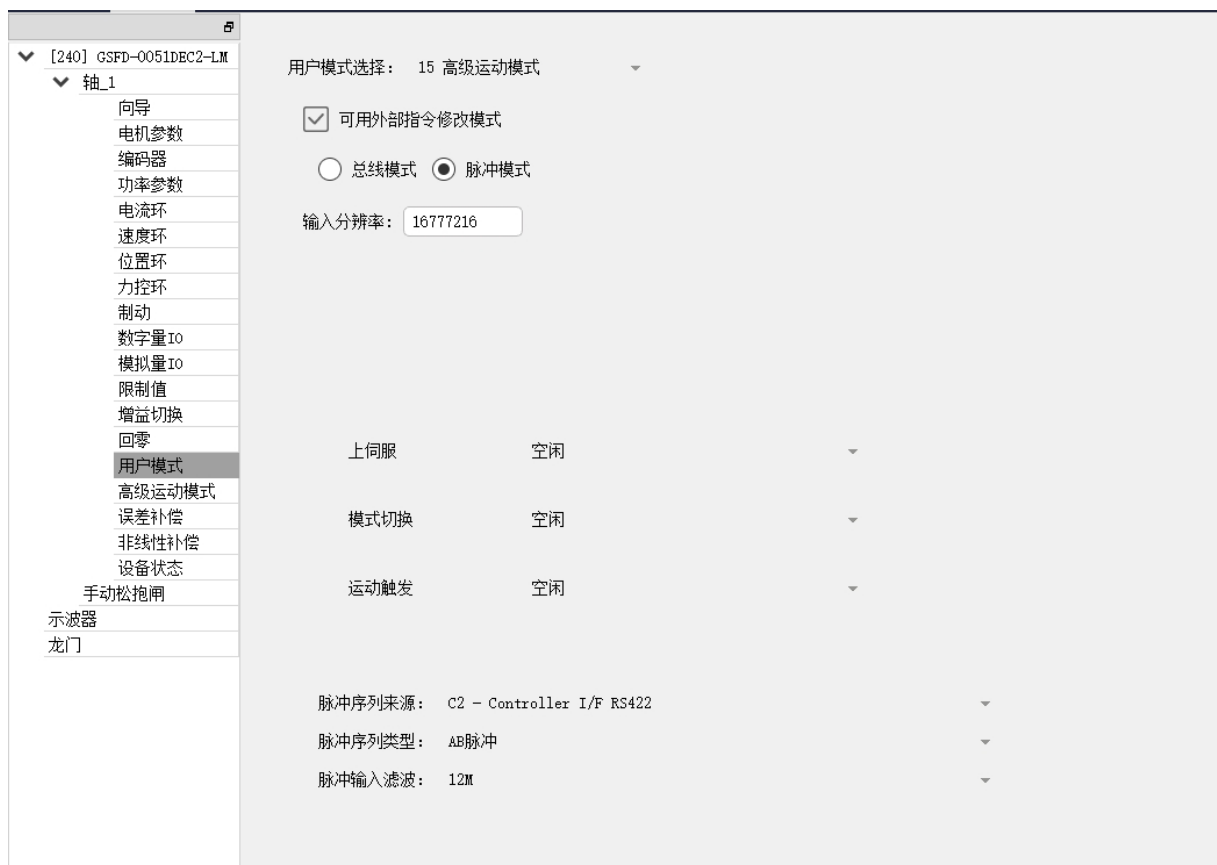 [240] GSFD-0051DEC2-LM
轴_1
向导
电机参数
编码器
功率参数
电流环
速度环
位置环
力控环
制动
数字量IO
模拟量IO
限制值
增益切换
回零
用户模式
高级运动模式
误差补偿
非线性补偿
设备状态
手动松抱闸
示波器
龙门
用户模式选择: 15 高级运动模式
可用外部指令修改模式
总线模式 脉冲模式
输入分辨率: 16777216
上伺服 空闲
模式切换 空闲
运动触发 空闲
脉冲序列来源: C2 - Controller I/F RS422
脉冲序列类型: AB脉冲
脉冲输入滤波: 12M